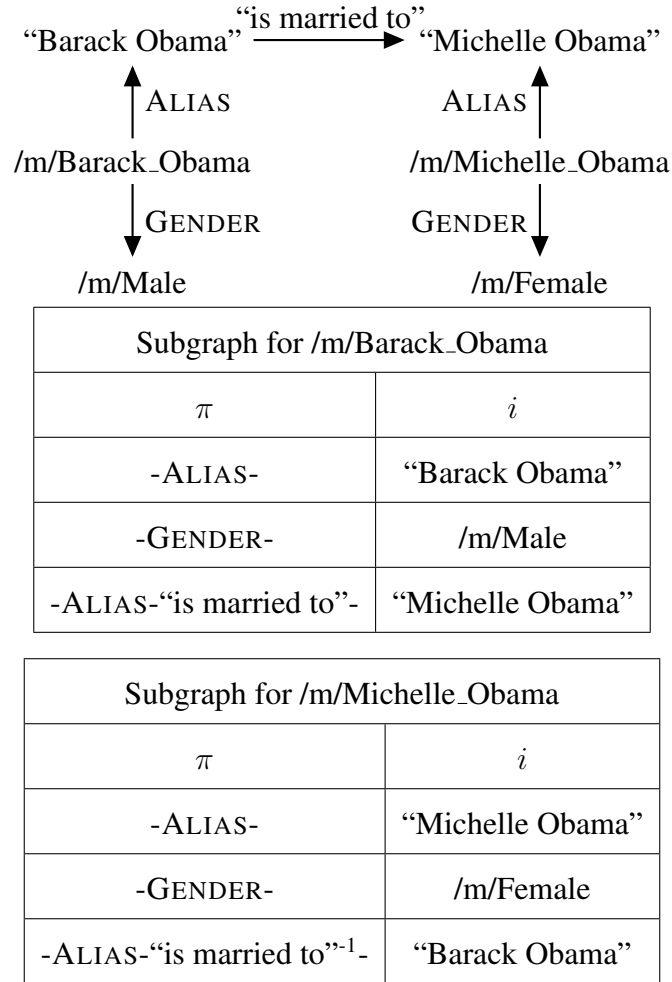 “is married to”
“Barack Obama” “Michelle Obama”
ALIAS ALIAS
/m/Barack_Obama /m/Michelle_Obama
GENDER GENDER
/m/Male /m/Female
Subgraph for /m/Barack_Obama
π i
-ALIAS- “Barack Obama”
-GENDER- /m/Male
-ALIAS-“is married to”- “Michelle Obama”
Subgraph for /m/Michelle_Obama
π i
-ALIAS- “Michelle Obama”
-GENDER- /m/Female
-ALIAS-“is married to”-1- “Barack Obama”